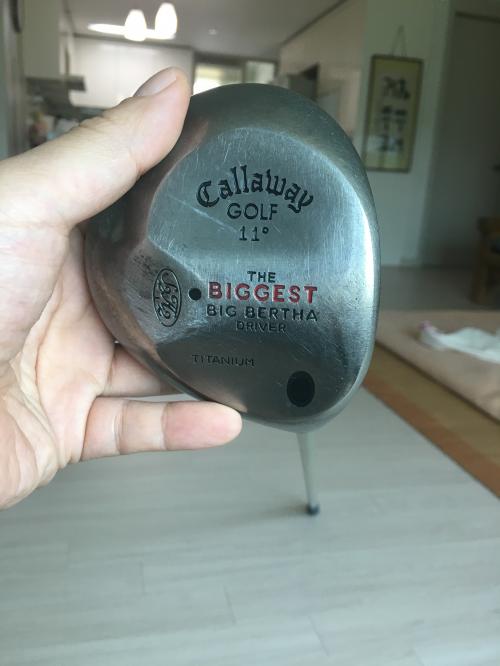 Callaway
GOLF
11°
THE
BIGGEST
BIG BERTHA
DRIVER
TITANIUM